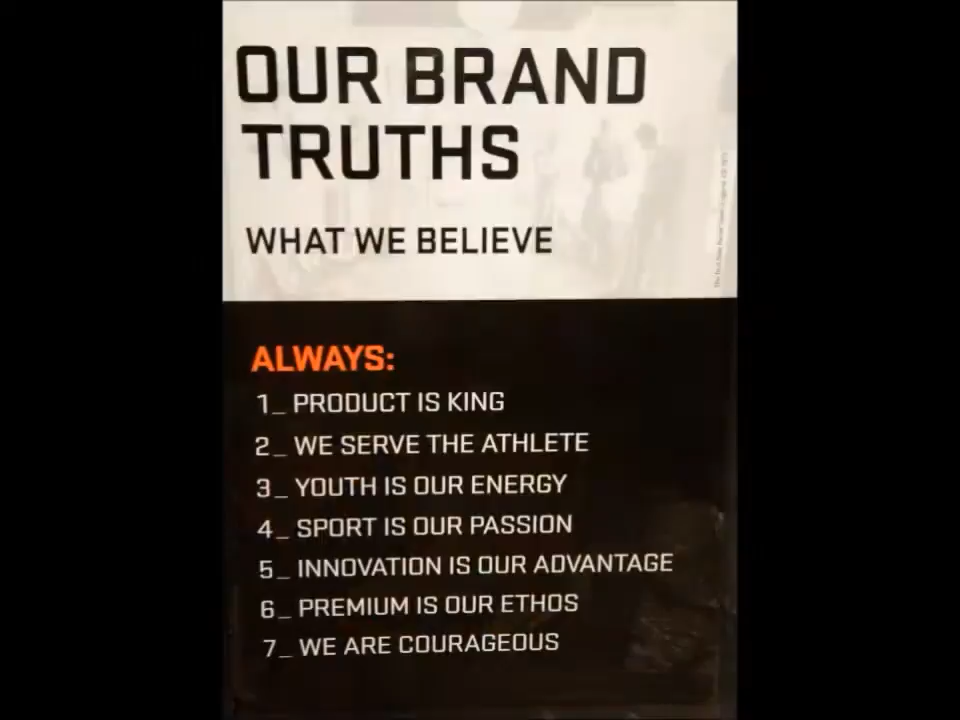 OUR BRAND
TRUTHS
WHAT WE BELIEVE
ALWAYS:
1_ PRODUCT IS KING
2_ WE SERVE THE ATHLETE
3_ YOUTH IS OUR ENERGY
4_ SPORT IS OUR PASSION
5_ INNOVATION IS OUR ADVANTAGE
6_ PREMIUM IS OUR ETHOS
7_ WE ARE COURAGEOUS